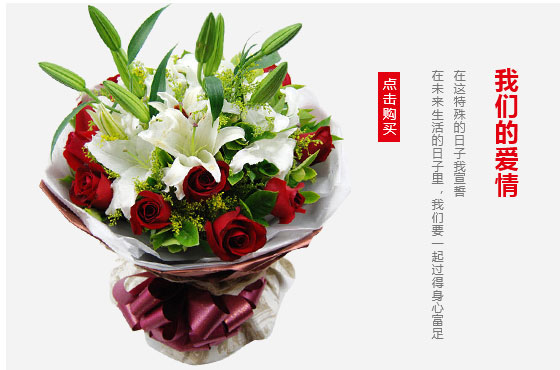 我们的爱情
在这特殊的日子我宣誓
在未来生活的日子里，我们要一起过得身心富足
点击购买